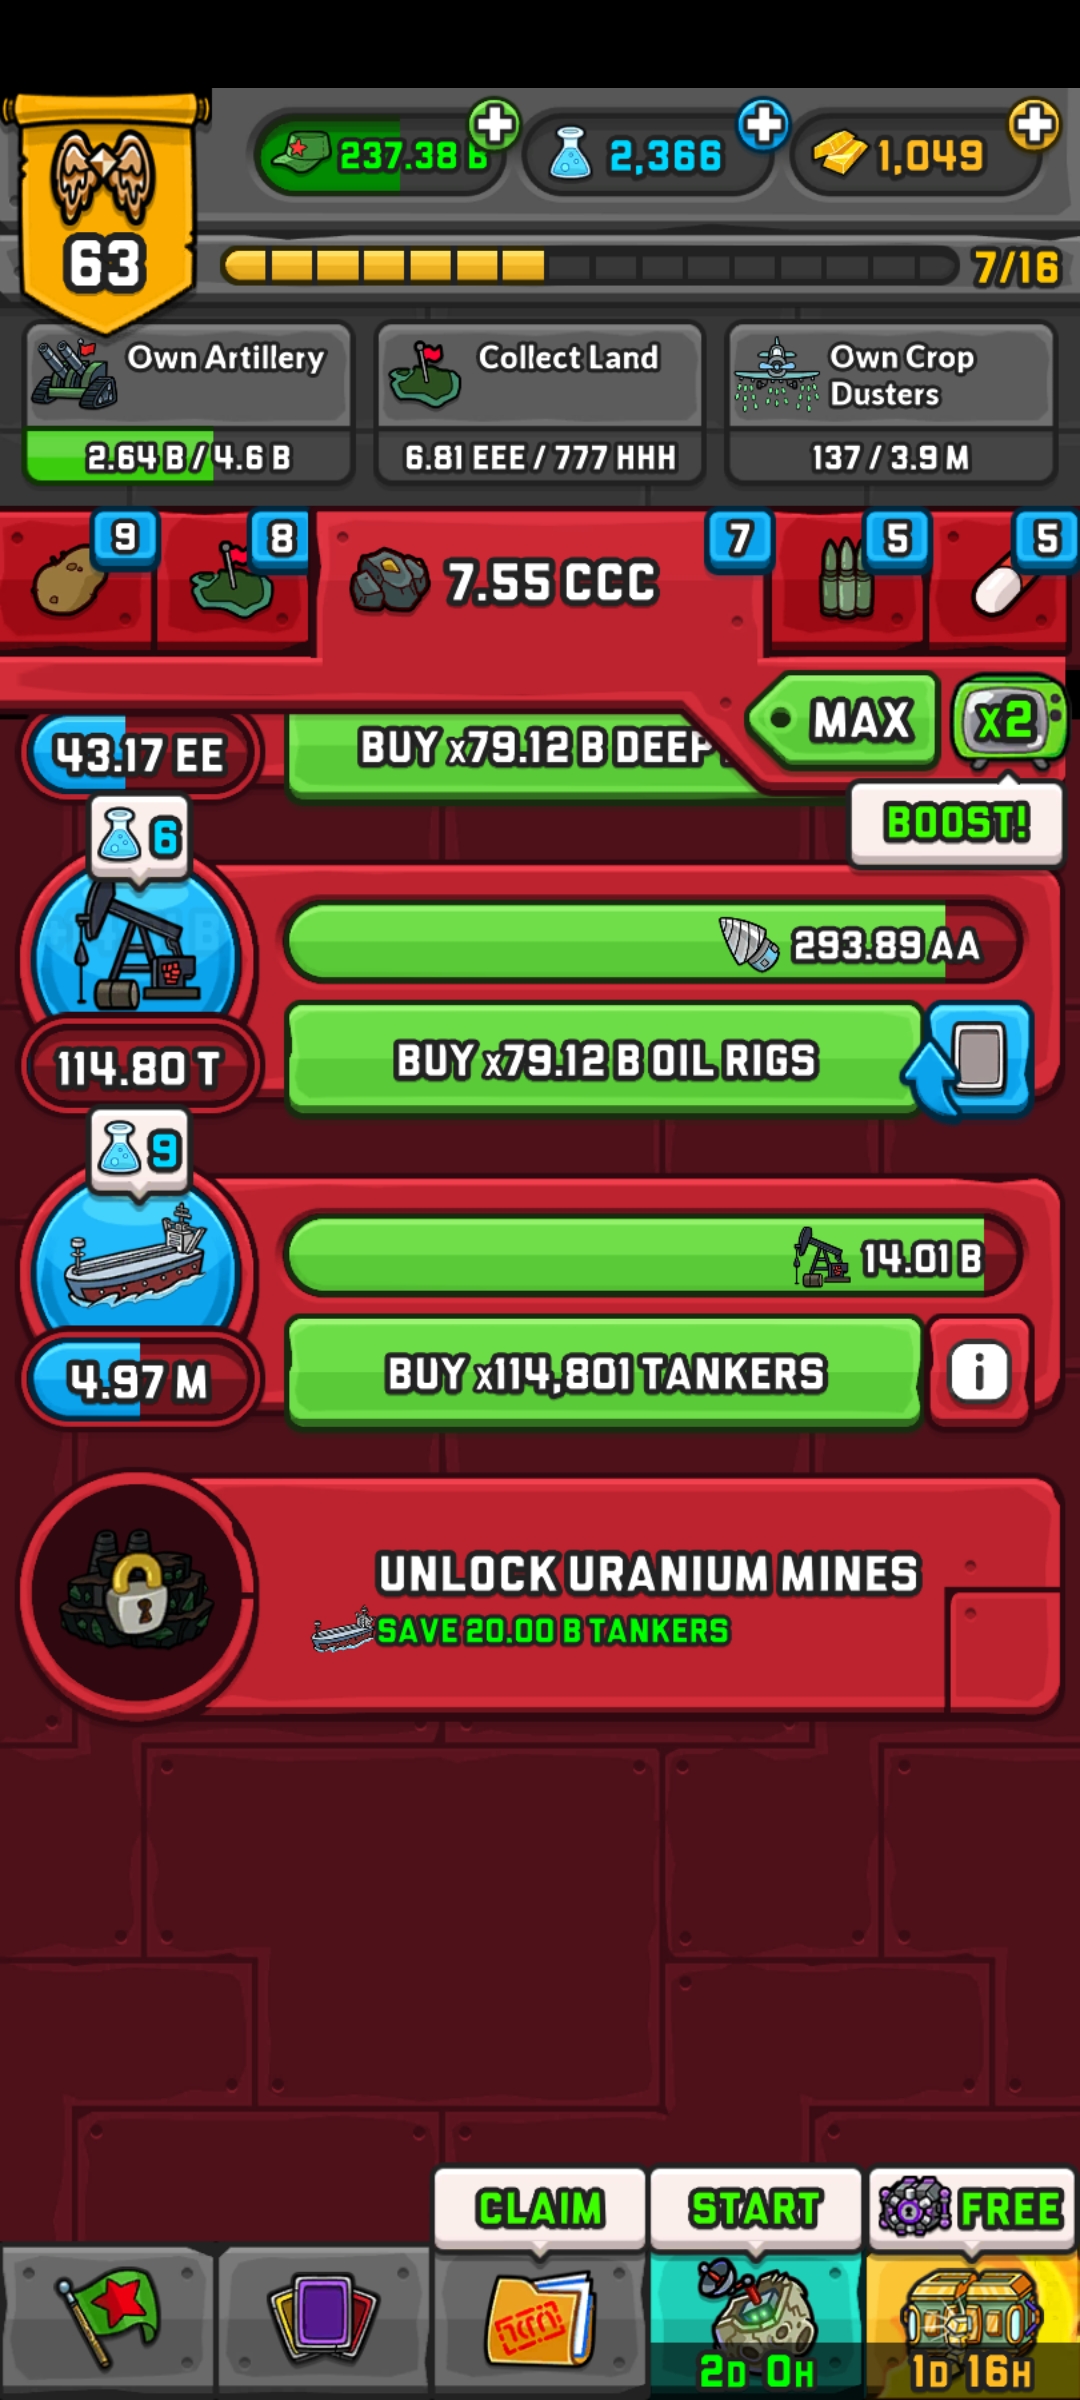 237.38 B
2,366
1,049
63
7/16
Own Artillery
2.64 B / 4.6 B
Collect Land
6.81 EEE / 777 HHH
Own Crop
Dusters
137 / 3.9 M
9
8
7.55 CCC
7
5
5
MAX
x2
BOOST!
43.17 EE
BUY x79.12 B DEEP
6
293.89 AA
114.80 T
BUY x79.12 B OIL RIGS
9
14.01 B
4.97 M
BUY x114,801 TANKERS
i
UNLOCK URANIUM MINES
SAVE 20.00 B TANKERS
CLAIM
START
FREE
2D 0H
1D 16H